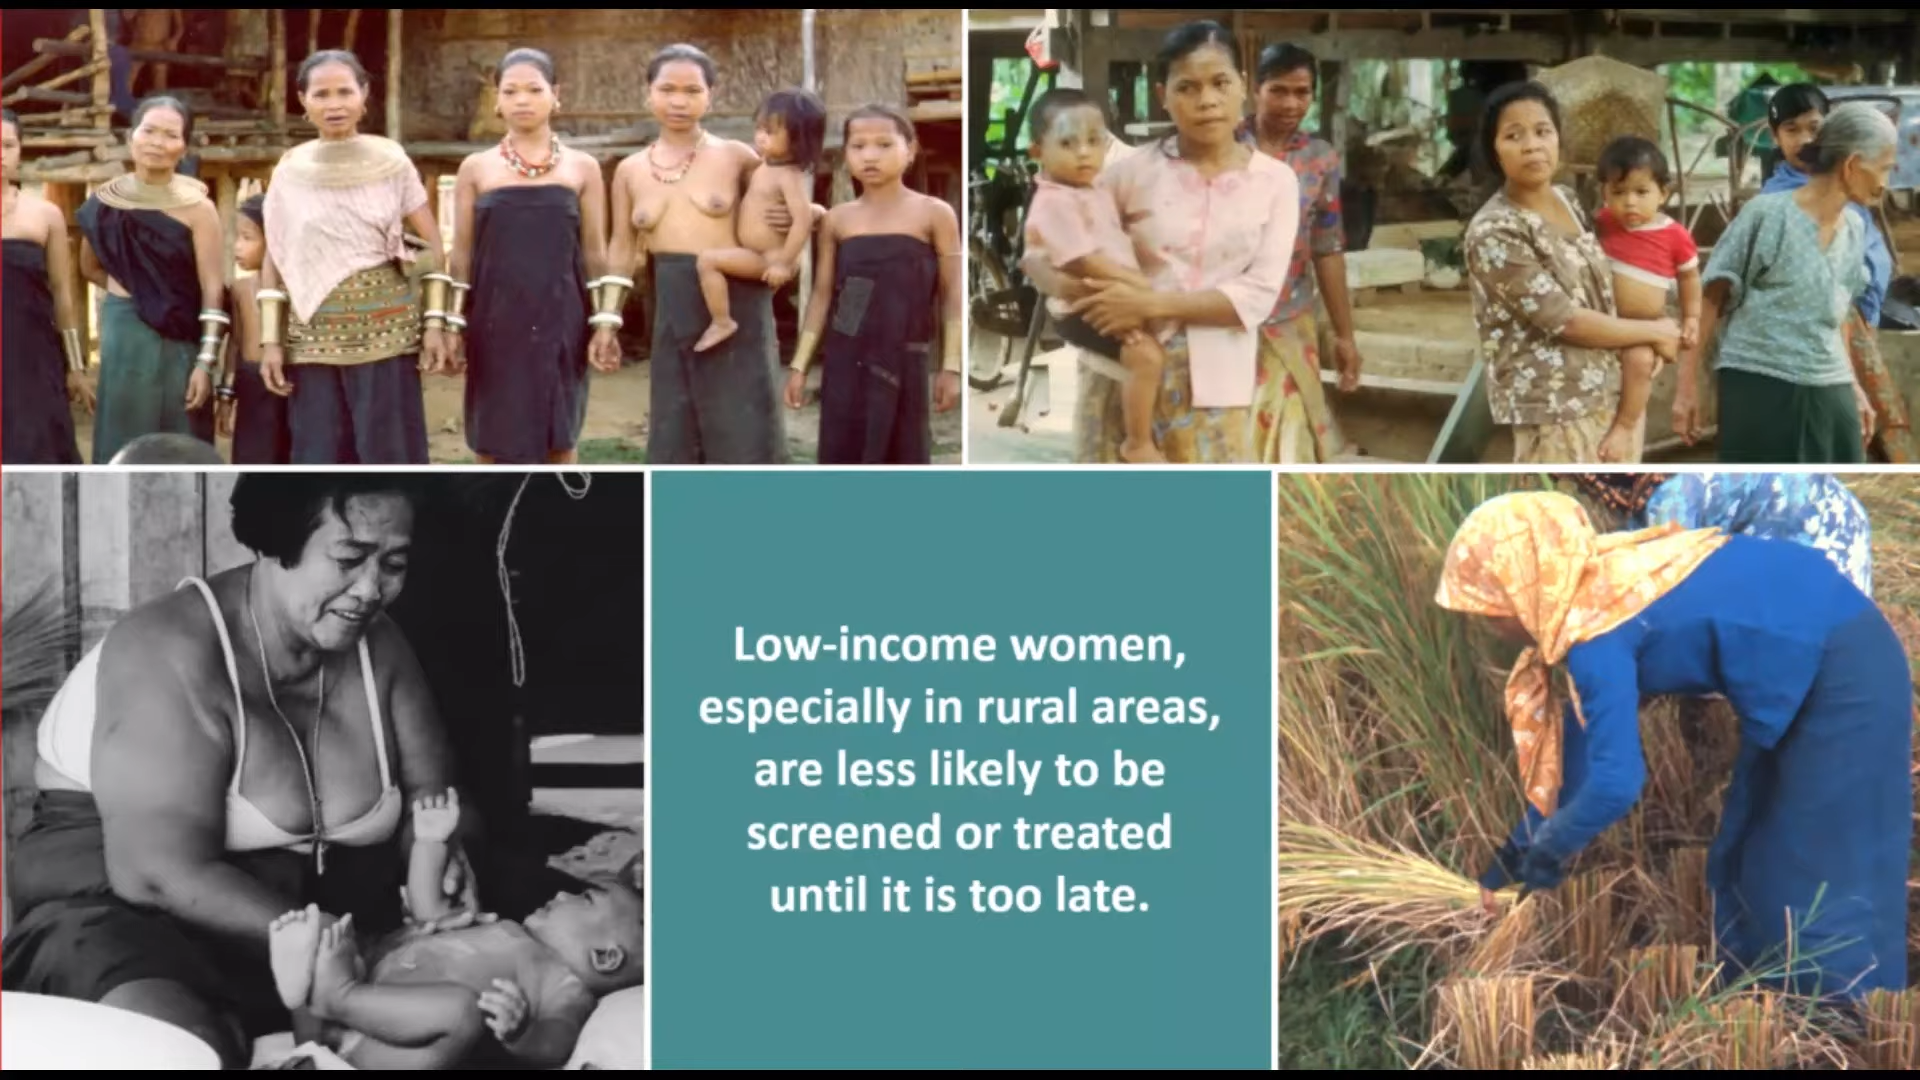 Low-income women,
especially in rural areas,
are less likely to be
screened or treated
until it is too late.